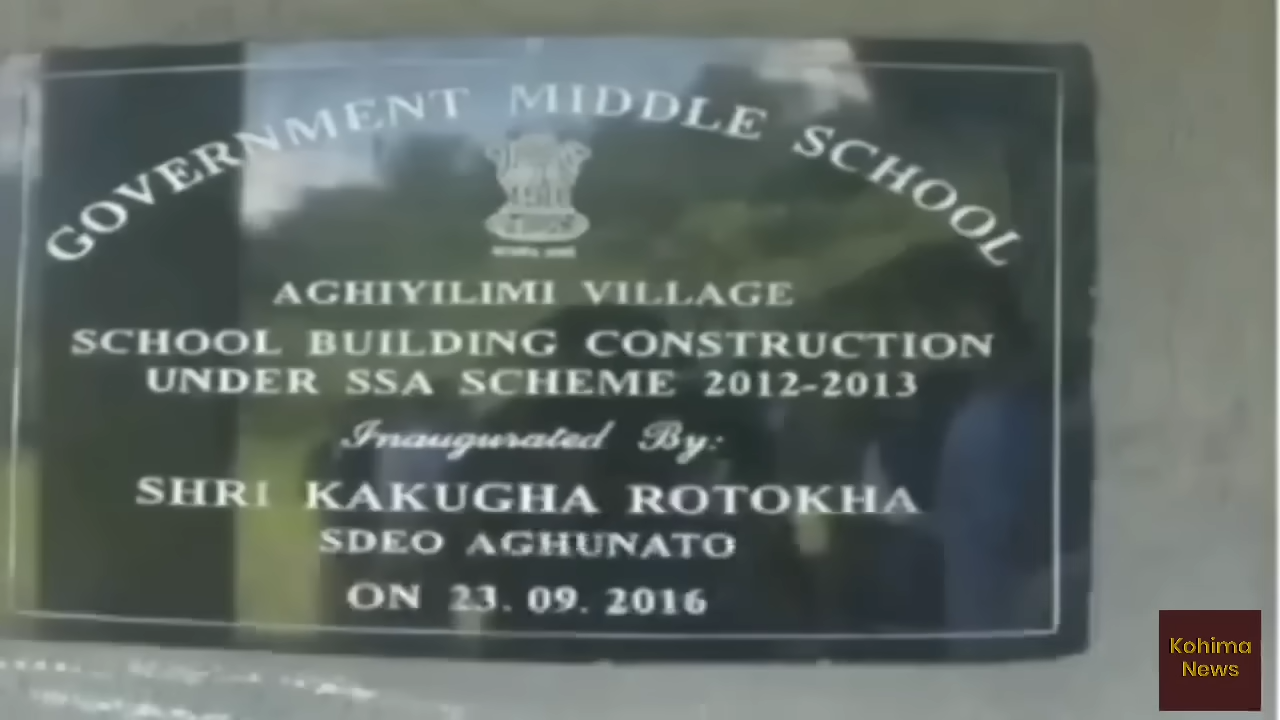 GOVERNMENT MIDDLE SCHOOL
AGHIYILIMI VILLAGE
SCHOOL BUILDING CONSTRUCTION
UNDER SSA SCHEME 2012-2013
Inaugurated By:
SHRI KAKUGHA ROTOKHA
SDEO AGHUNATO
ON 23. 09. 2016
Kohima
News